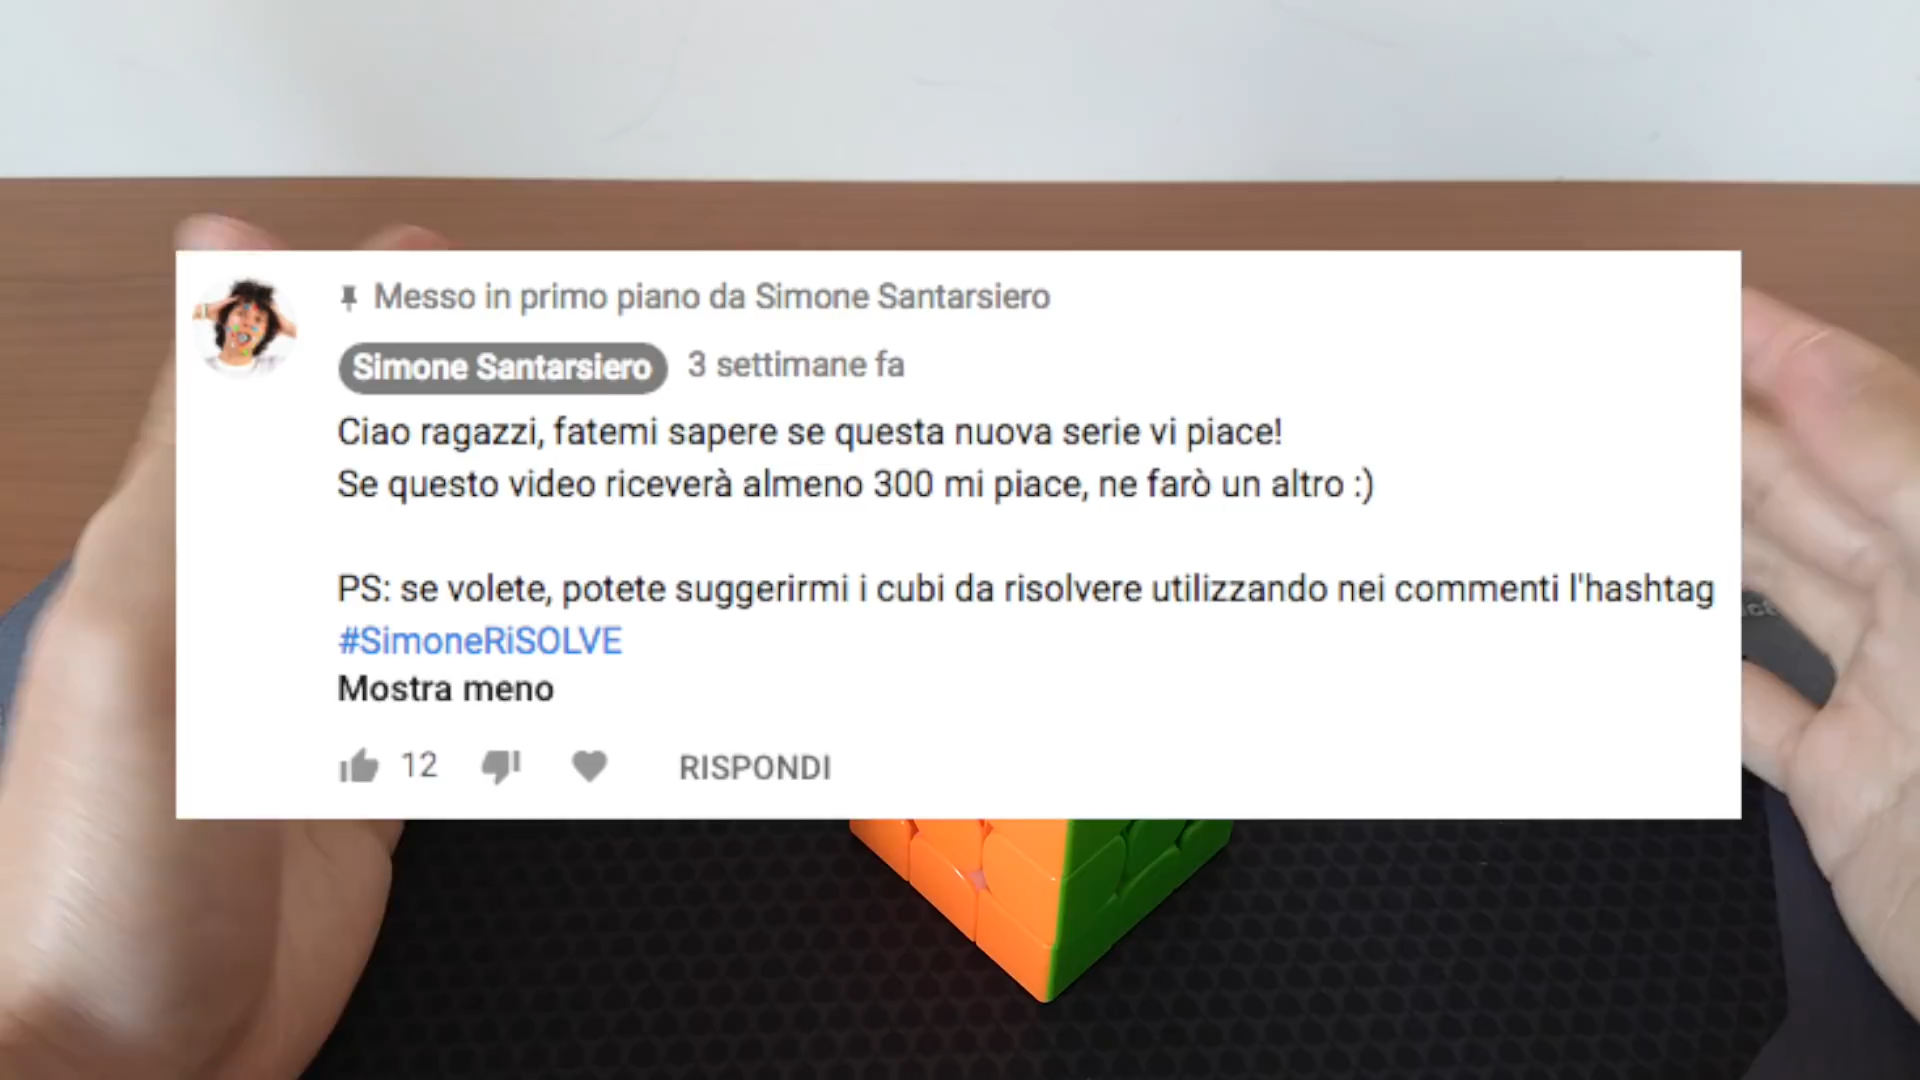 Messo in primo piano da Simone Santarsiero
Simone Santarsiero 3 settimane fa
Ciao ragazzi, fatemi sapere se questa nuova serie vi piace!
Se questo video riceverà almeno 300 mi piace, ne farò un altro :)
PS: se volete, potete suggerirmi i cubi da risolvere utilizzando nei commenti l'hashtag
#SimoneRiSOLVE
Mostra meno
12 RISPONDI